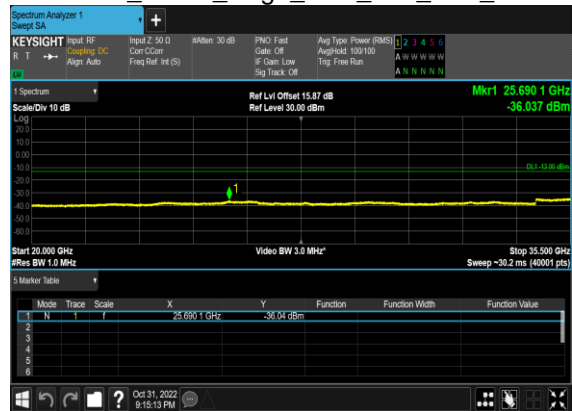 Spectrum Analyzer 1
Swept SA
+
KEYSIGHT Input: RF Input Z: 50 Ω #Atten: 30 dB PNO: Fast Avg Type: Power (RMS) 1 2 3 4 5 6
R T Coupling: DC Corr CCorr Gate: Off Avg|Hold: 100/100 A W W W W W
Align: Auto Freq Ref: Int (S) IF Gain: Low Trig: Free Run A N N N N N
Sig Track: Off
1 Spectrum
Ref Lvl Offset 15.87 dB Mkr1 25.690 1 GHz
Scale/Div 10 dB Ref Level 30.00 dBm -36.037 dBm
Log
20.0
10.0
0.00
-10.0
DL1 -13.00 dBm
-20.0
-30.0
1
-40.0
-50.0
-60.0
Start 20.000 GHz Video BW 3.0 MHz* Stop 35.500 GHz
#Res BW 1.0 MHz Sweep ~30.2 ms (40001 pts)
5 Marker Table
Mode Trace Scale X Y Function Function Width Function Value
1 N 1 f 25.690 1 GHz -36.04 dBm
2
3
4
5
6
? Oct 31, 2022
9:15:13 PM